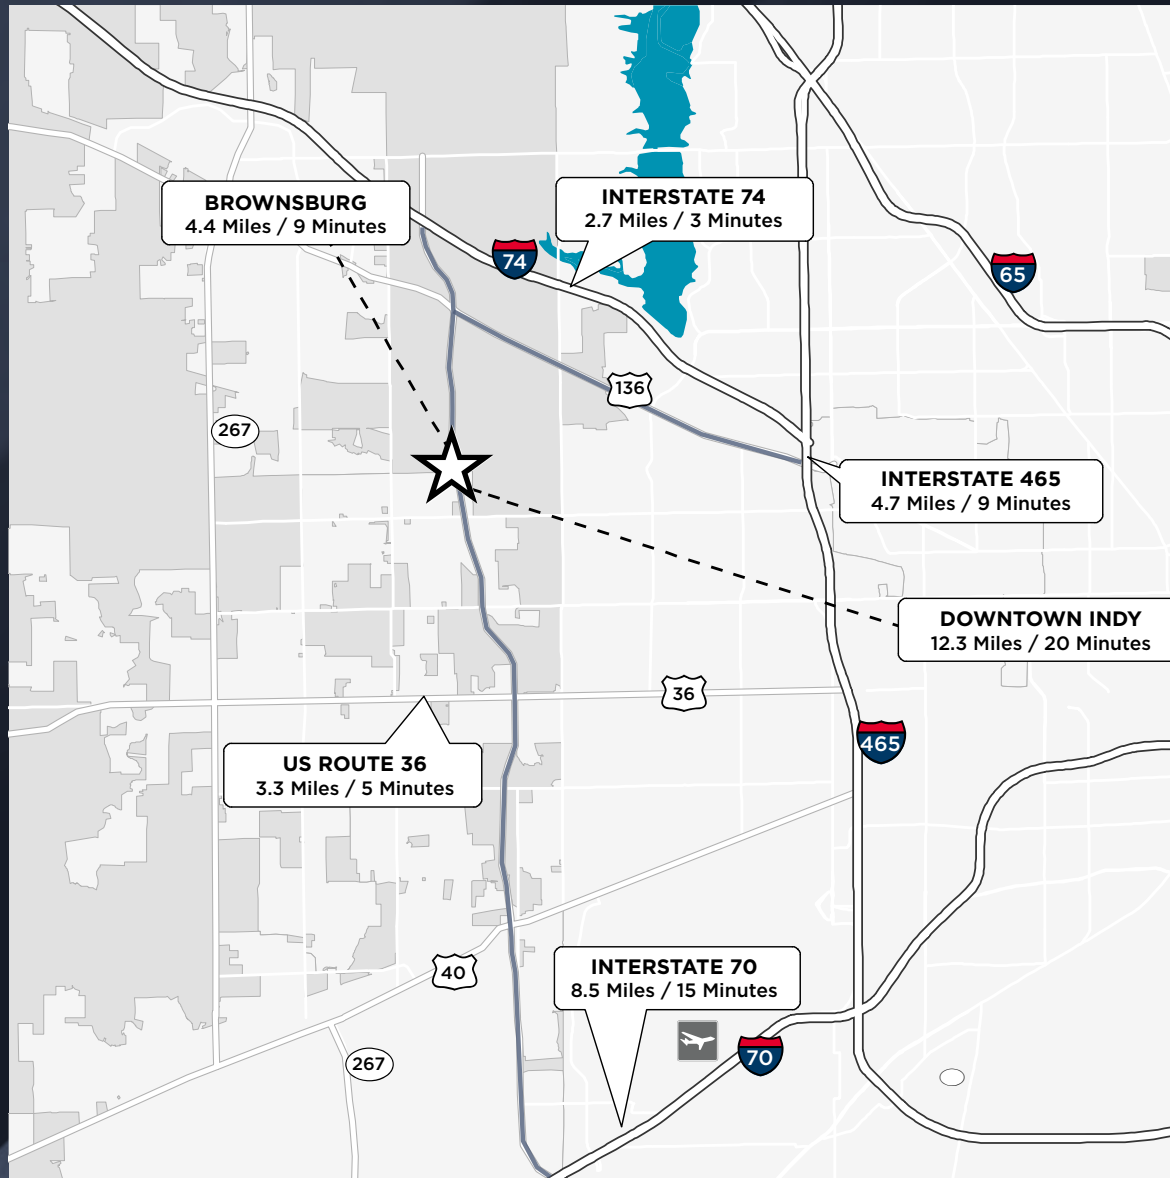 BROWNSBURG
4.4 Miles / 9 Minutes
INTERSTATE 74
2.7 Miles / 3 Minutes
74
65
136
267
INTERSTATE 465
4.7 Miles / 9 Minutes
DOWNTOWN INDY
12.3 Miles / 20 Minutes
36
465
US ROUTE 36
3.3 Miles / 5 Minutes
40
INTERSTATE 70
8.5 Miles / 15 Minutes
70
267